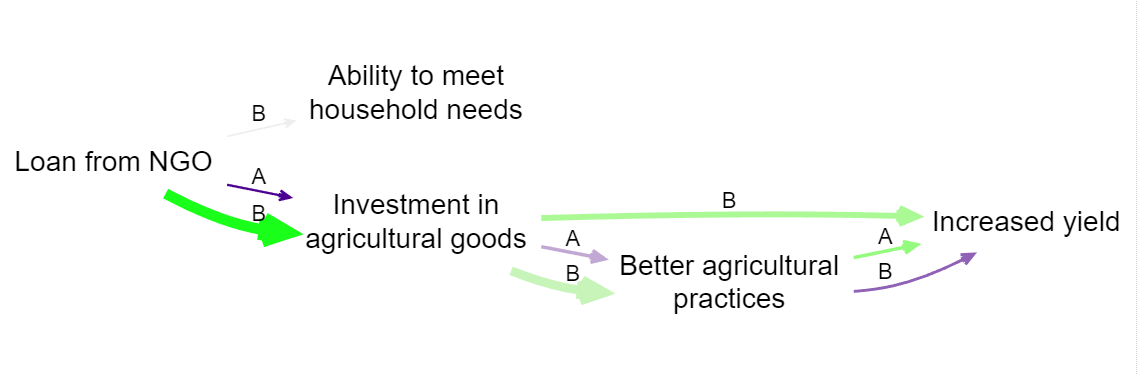 Ability to meet
household needs
B
Loan from NGO
A
B
Investment in
agricultural goods
B
A
B
Better agricultural
practices
A
B
Increased yield